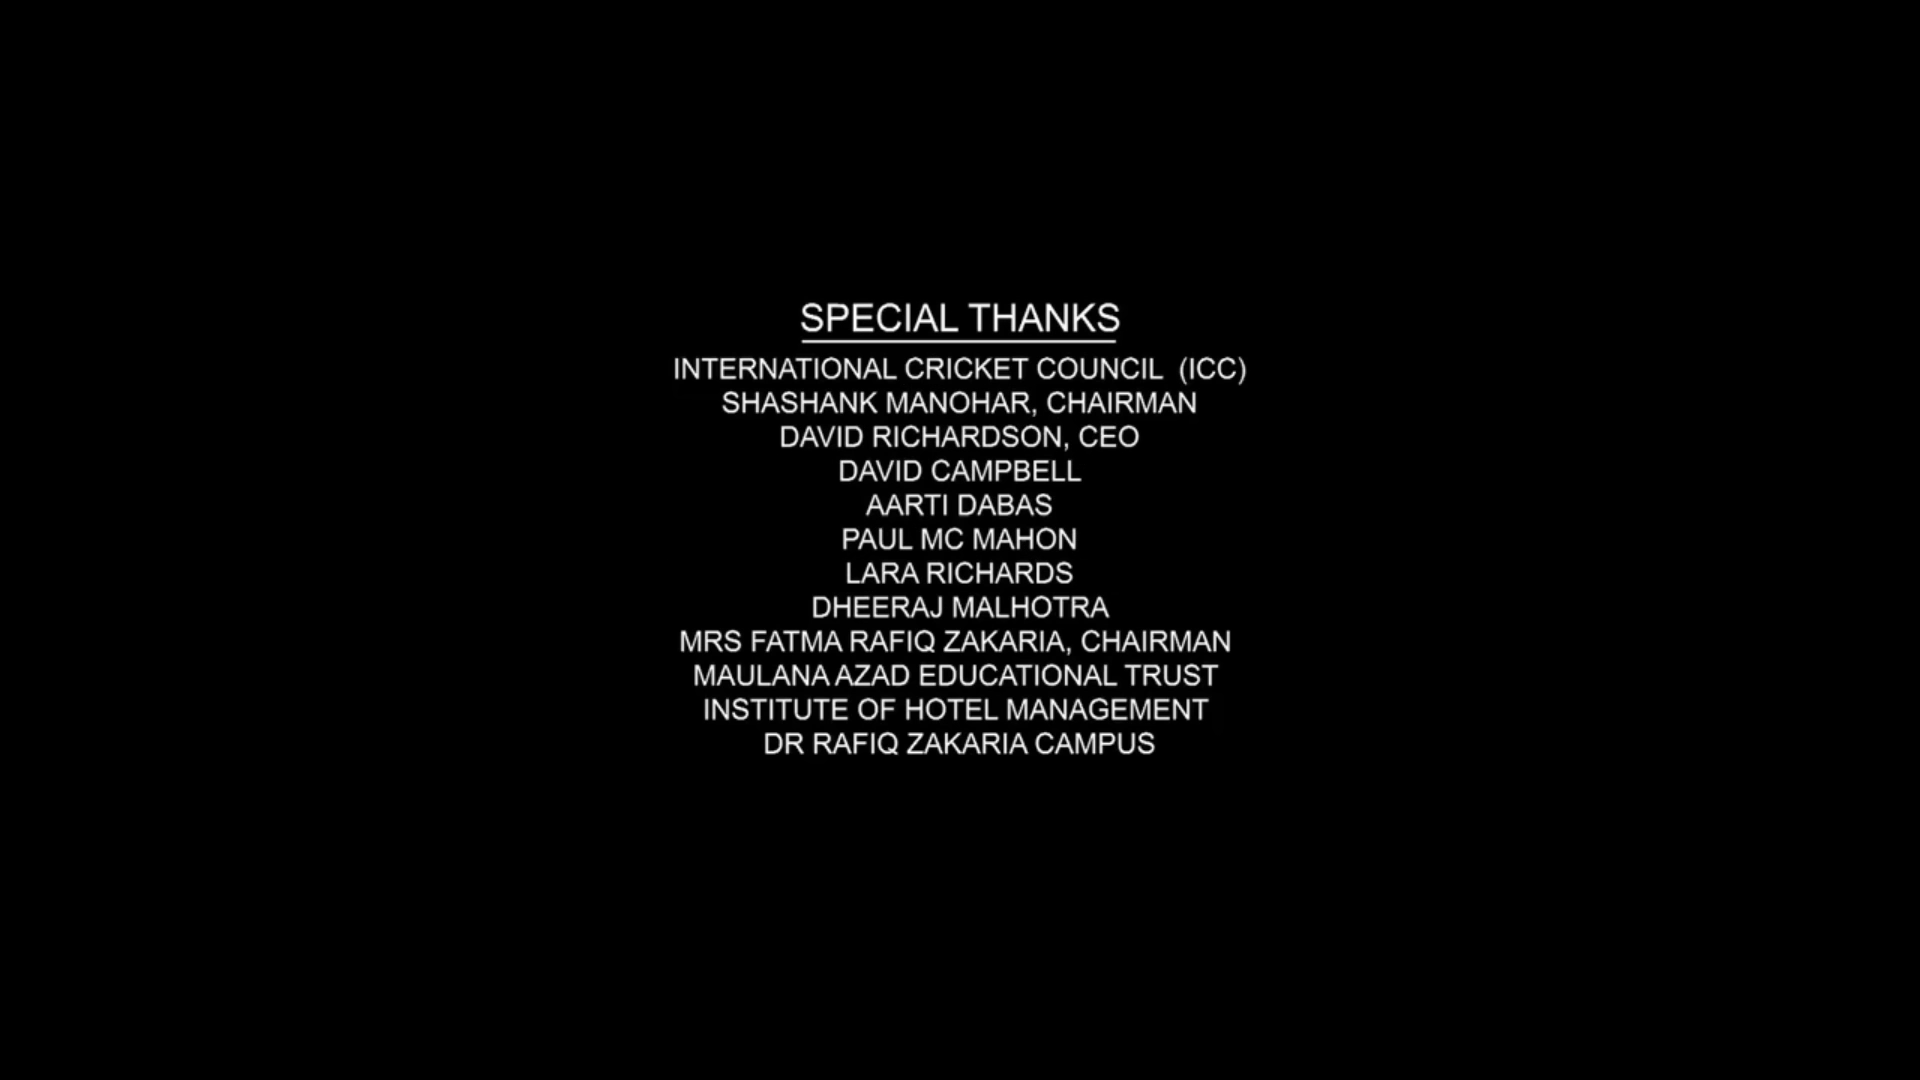 SPECIAL THANKS
INTERNATIONAL CRICKET COUNCIL (ICC)
SHASHANK MANOHAR, CHAIRMAN
DAVID RICHARDSON, CEO
DAVID CAMPBELL
AARTI DABAS
PAUL MC MAHON
LARA RICHARDS
DHEERAJ MALHOTRA
MRS FATMA RAFIQ ZAKARIA, CHAIRMAN
MAULANA AZAD EDUCATIONAL TRUST
INSTITUTE OF HOTEL MANAGEMENT
DR RAFIQ ZAKARIA CAMPUS